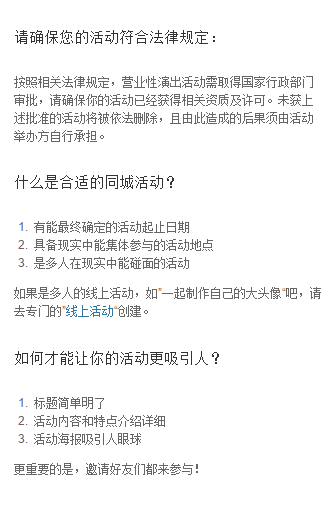 请确保您的活动符合法律规定：
按照相关法律规定，营业性演出活动需取得国家行政部门
审批，请确保你的活动已经获得相关资质及许可。未获上
述批准的活动将被依法删除，且由此造成的后果须由活动
举办方自行承担。
什么是合适的同城活动？
1. 有能最终确定的活动起止日期
2. 具备现实中能集体参与的活动地点
3. 是多人在现实中能碰面的活动
如果是多人的线上活动，如”一起制作自己的大头像“吧，请
去专门的”线上活动“创建。
如何才能让你的活动更吸引人？
1. 标题简单明了
2. 活动内容和特点介绍详细
3. 活动海报吸引人眼球
更重要的是，邀请好友们都来参与！